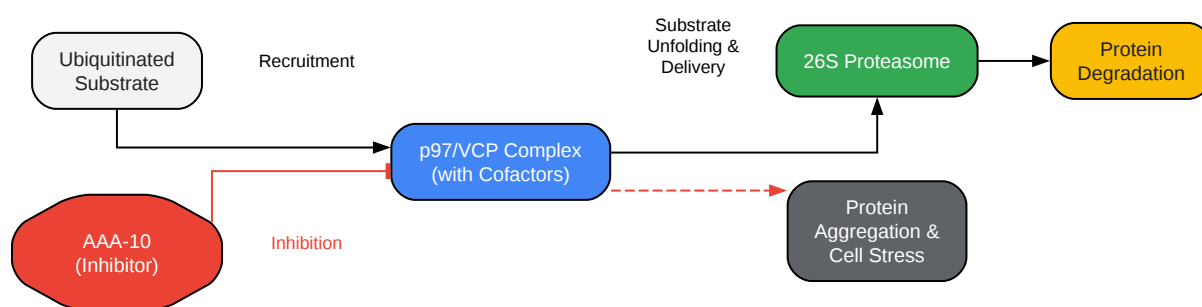 Ubiquitinated
Substrate
Recruitment
Substrate
Unfolding &
Delivery
26S Proteasome
Protein
Degradation
p97/VCP Complex
(with Cofactors)
AAA-10
(Inhibitor)
Inhibition
Protein
Aggregation &
Cell Stress